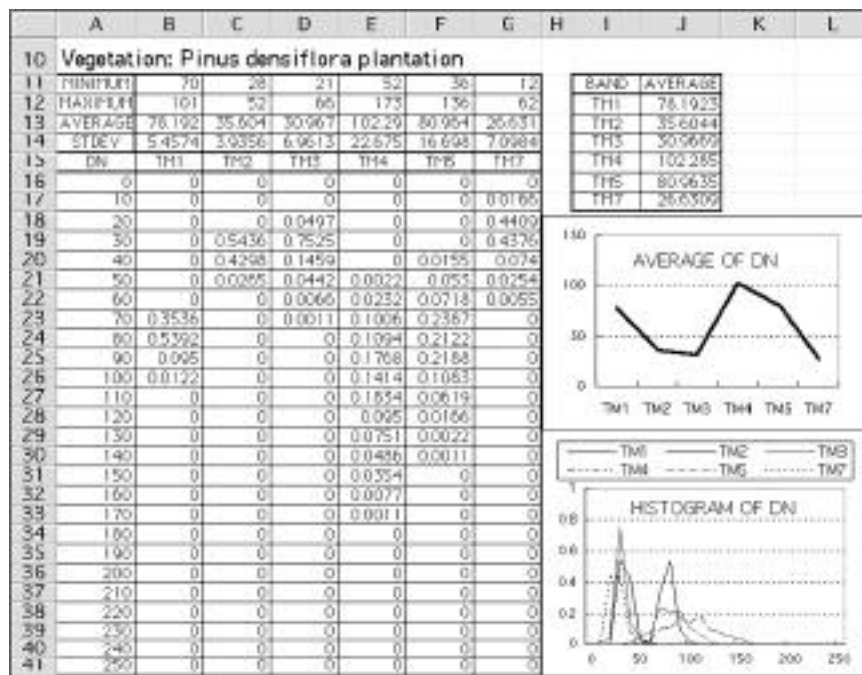 A B C D E F G H I J K L
10 Vegetation: Pinus densiflora plantation
11 MINIMUM 70 28 21 52 36 12 BAND AVERAGE
12 MAXIMUM 101 52 66 173 136 62 TM1 78.1923
13 AVERAGE 78.192 35.604 30.967 102.29 80.964 26.631 TM2 35.6044
14 STDEV 5.4574 3.9356 6.9613 22.675 16.698 7.0984 TM3 30.9669
15 DN TM1 TM2 TM3 TM4 TM5 TM7 TM4 102.285
16 0 0 0 0 0 0 0 TM5 80.9635
17 10 0 0 0 0 0 0.0166 TM7 26.6309
18 20 0 0 0.0497 0 0 0.4409
19 30 0 0.5436 0.7525 0 0 0.4376
20 40 0 0.4298 0.1459 0 0.0155 0.074
21 50 0 0.0265 0.0442 0.0022 0.053 0.0254
22 60 0 0 0.0066 0.0232 0.0718 0.0055
23 70 0.3536 0 0.0011 0.1006 0.2367 0
24 80 0.5392 0 0 0.1094 0.2122 0
25 90 0.095 0 0 0.1768 0.2188 0
26 100 0.0122 0 0 0.1414 0.1083 0
27 110 0 0 0 0.1834 0.0619 0
28 120 0 0 0 0.095 0.0166 0
29 130 0 0 0 0.0751 0.0022 0
30 140 0 0 0 0.0486 0.0011 0
31 150 0 0 0 0.0354 0 0
32 160 0 0 0 0.0077 0 0
33 170 0 0 0 0.0011 0 0
34 180 0 0 0 0 0 0
35 190 0 0 0 0 0 0
36 200 0 0 0 0 0 0
37 210 0 0 0 0 0 0
38 220 0 0 0 0 0 0
39 230 0 0 0 0 0 0
40 240 0 0 0 0 0 0
41 250 0 0 0 0 0 0
AVERAGE OF DN
150
100
50
0
TM1 TM2 TM3 TM4 TM5 TM7
TM1 TM2 TM3
TM4 TM5 TM7
HISTOGRAM OF DN
1
0.8
0.6
0.4
0.2
0
0 50 100 150 200 250